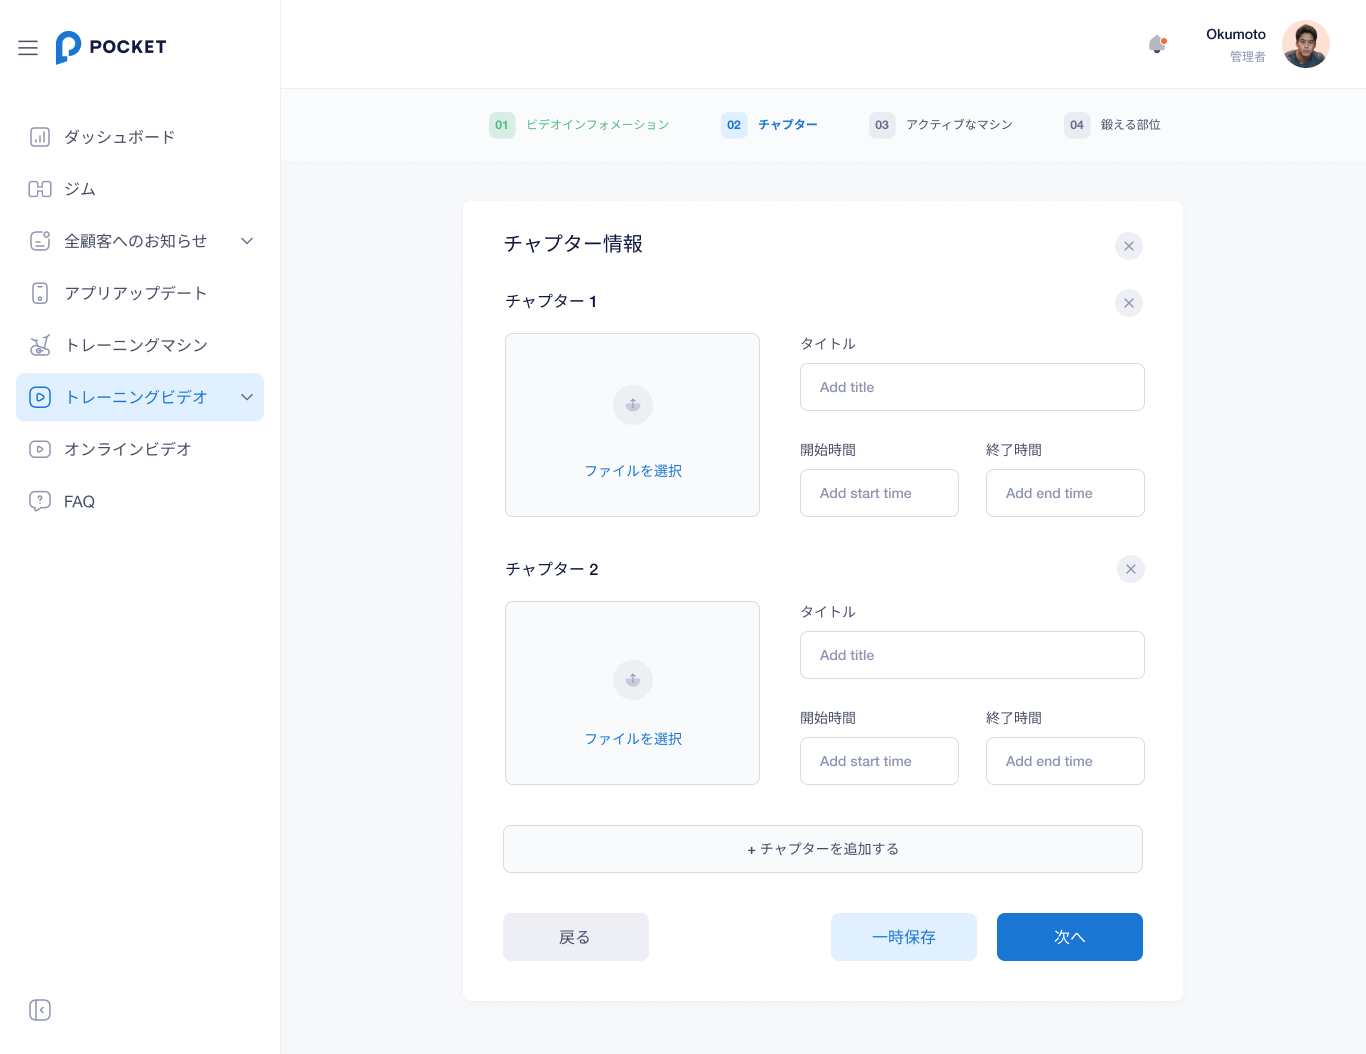 POCKET
Okumoto
管理者
ダッシュボード
ジム
全顧客へのお知らせ
アプリアップデート
トレーニングマシン
トレーニングビデオ
オンラインビデオ
FAQ
01 ビデオインフォメーション 02 チャプター 03 アクティブなマシン 04 鍛える部位
チャプター情報
チャプター 1
ファイルを選択
タイトル
Add title
開始時間 終了時間
Add start time Add end time
チャプター 2
ファイルを選択
タイトル
Add title
開始時間 終了時間
Add start time Add end time
+ チャプターを追加する
戻る 一時保存 次へ